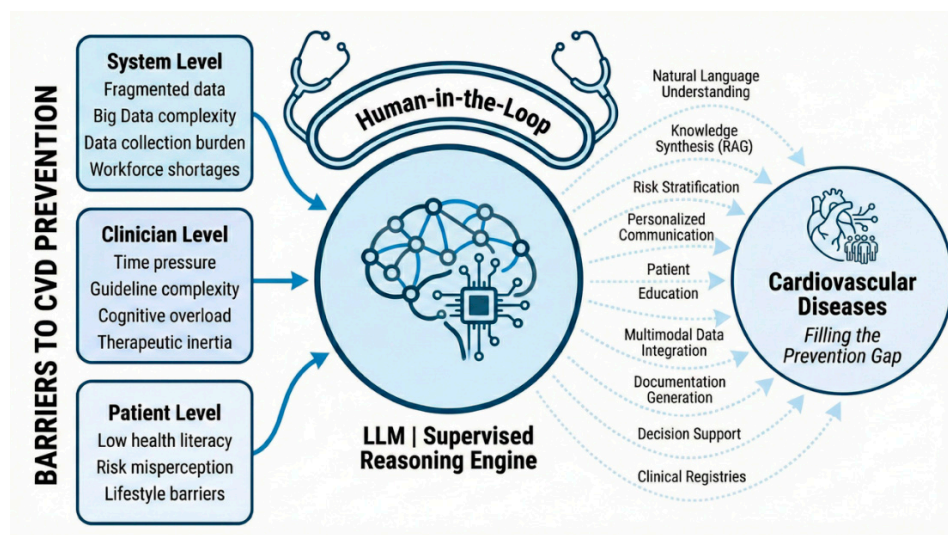 BARRIERS TO CVD PREVENTION
System Level
Fragmented data
Big Data complexity
Data collection burden
Workforce shortages
Clinician Level
Time pressure
Guideline complexity
Cognitive overload
Therapeutic inertia
Patient Level
Low health literacy
Risk misperception
Lifestyle barriers
Human-in-the-Loop
LLM | Supervised
Reasoning Engine
Natural Language
Understanding
Knowledge
Synthesis (RAG)
Risk Stratification
Personalized
Communication
Patient
Education
Multimodal Data
Integration
Documentation
Generation
Decision Support
Clinical Registries
Cardiovascular
Diseases
Filling the
Prevention Gap